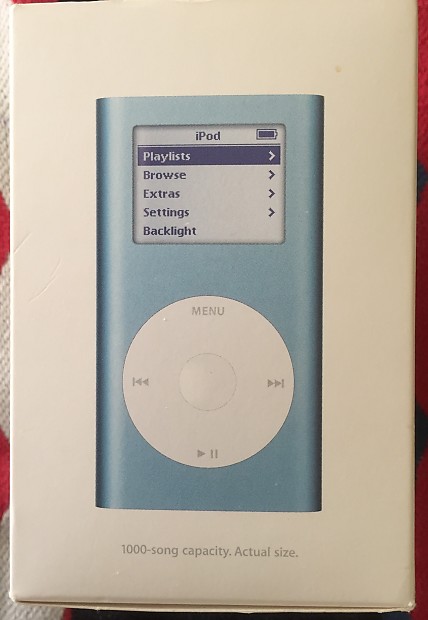 iPod
Playlists
Browse
Extras
Settings
Backlight
MENU
1000-song capacity. Actual size.